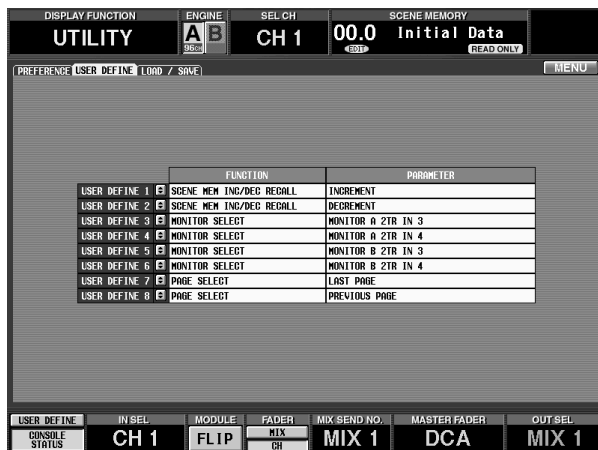 DISPLAY FUNCTION ENGINE SEL CH SCENE MEMORY
UTILITY A B 96CH CH 1 00.0 EDIT Initial Data READ ONLY
PREFERENCE USER DEFINE LOAD / SAVE MENU
FUNCTION PARAMETER
USER DEFINE 1 SCENE MEM INC/DEC RECALL INCREMENT
USER DEFINE 2 SCENE MEM INC/DEC RECALL DECREMENT
USER DEFINE 3 MONITOR SELECT MONITOR A 2TR IN 3
USER DEFINE 4 MONITOR SELECT MONITOR A 2TR IN 4
USER DEFINE 5 MONITOR SELECT MONITOR B 2TR IN 3
USER DEFINE 6 MONITOR SELECT MONITOR B 2TR IN 4
USER DEFINE 7 PAGE SELECT LAST PAGE
USER DEFINE 8 PAGE SELECT PREVIOUS PAGE
USER DEFINE IN SEL MODULE FADER MIX SEND NO. MASTER FADER OUT SEL
CONSOLE STATUS CH 1 FLIP MIX CH MIX 1 DCA MIX 1